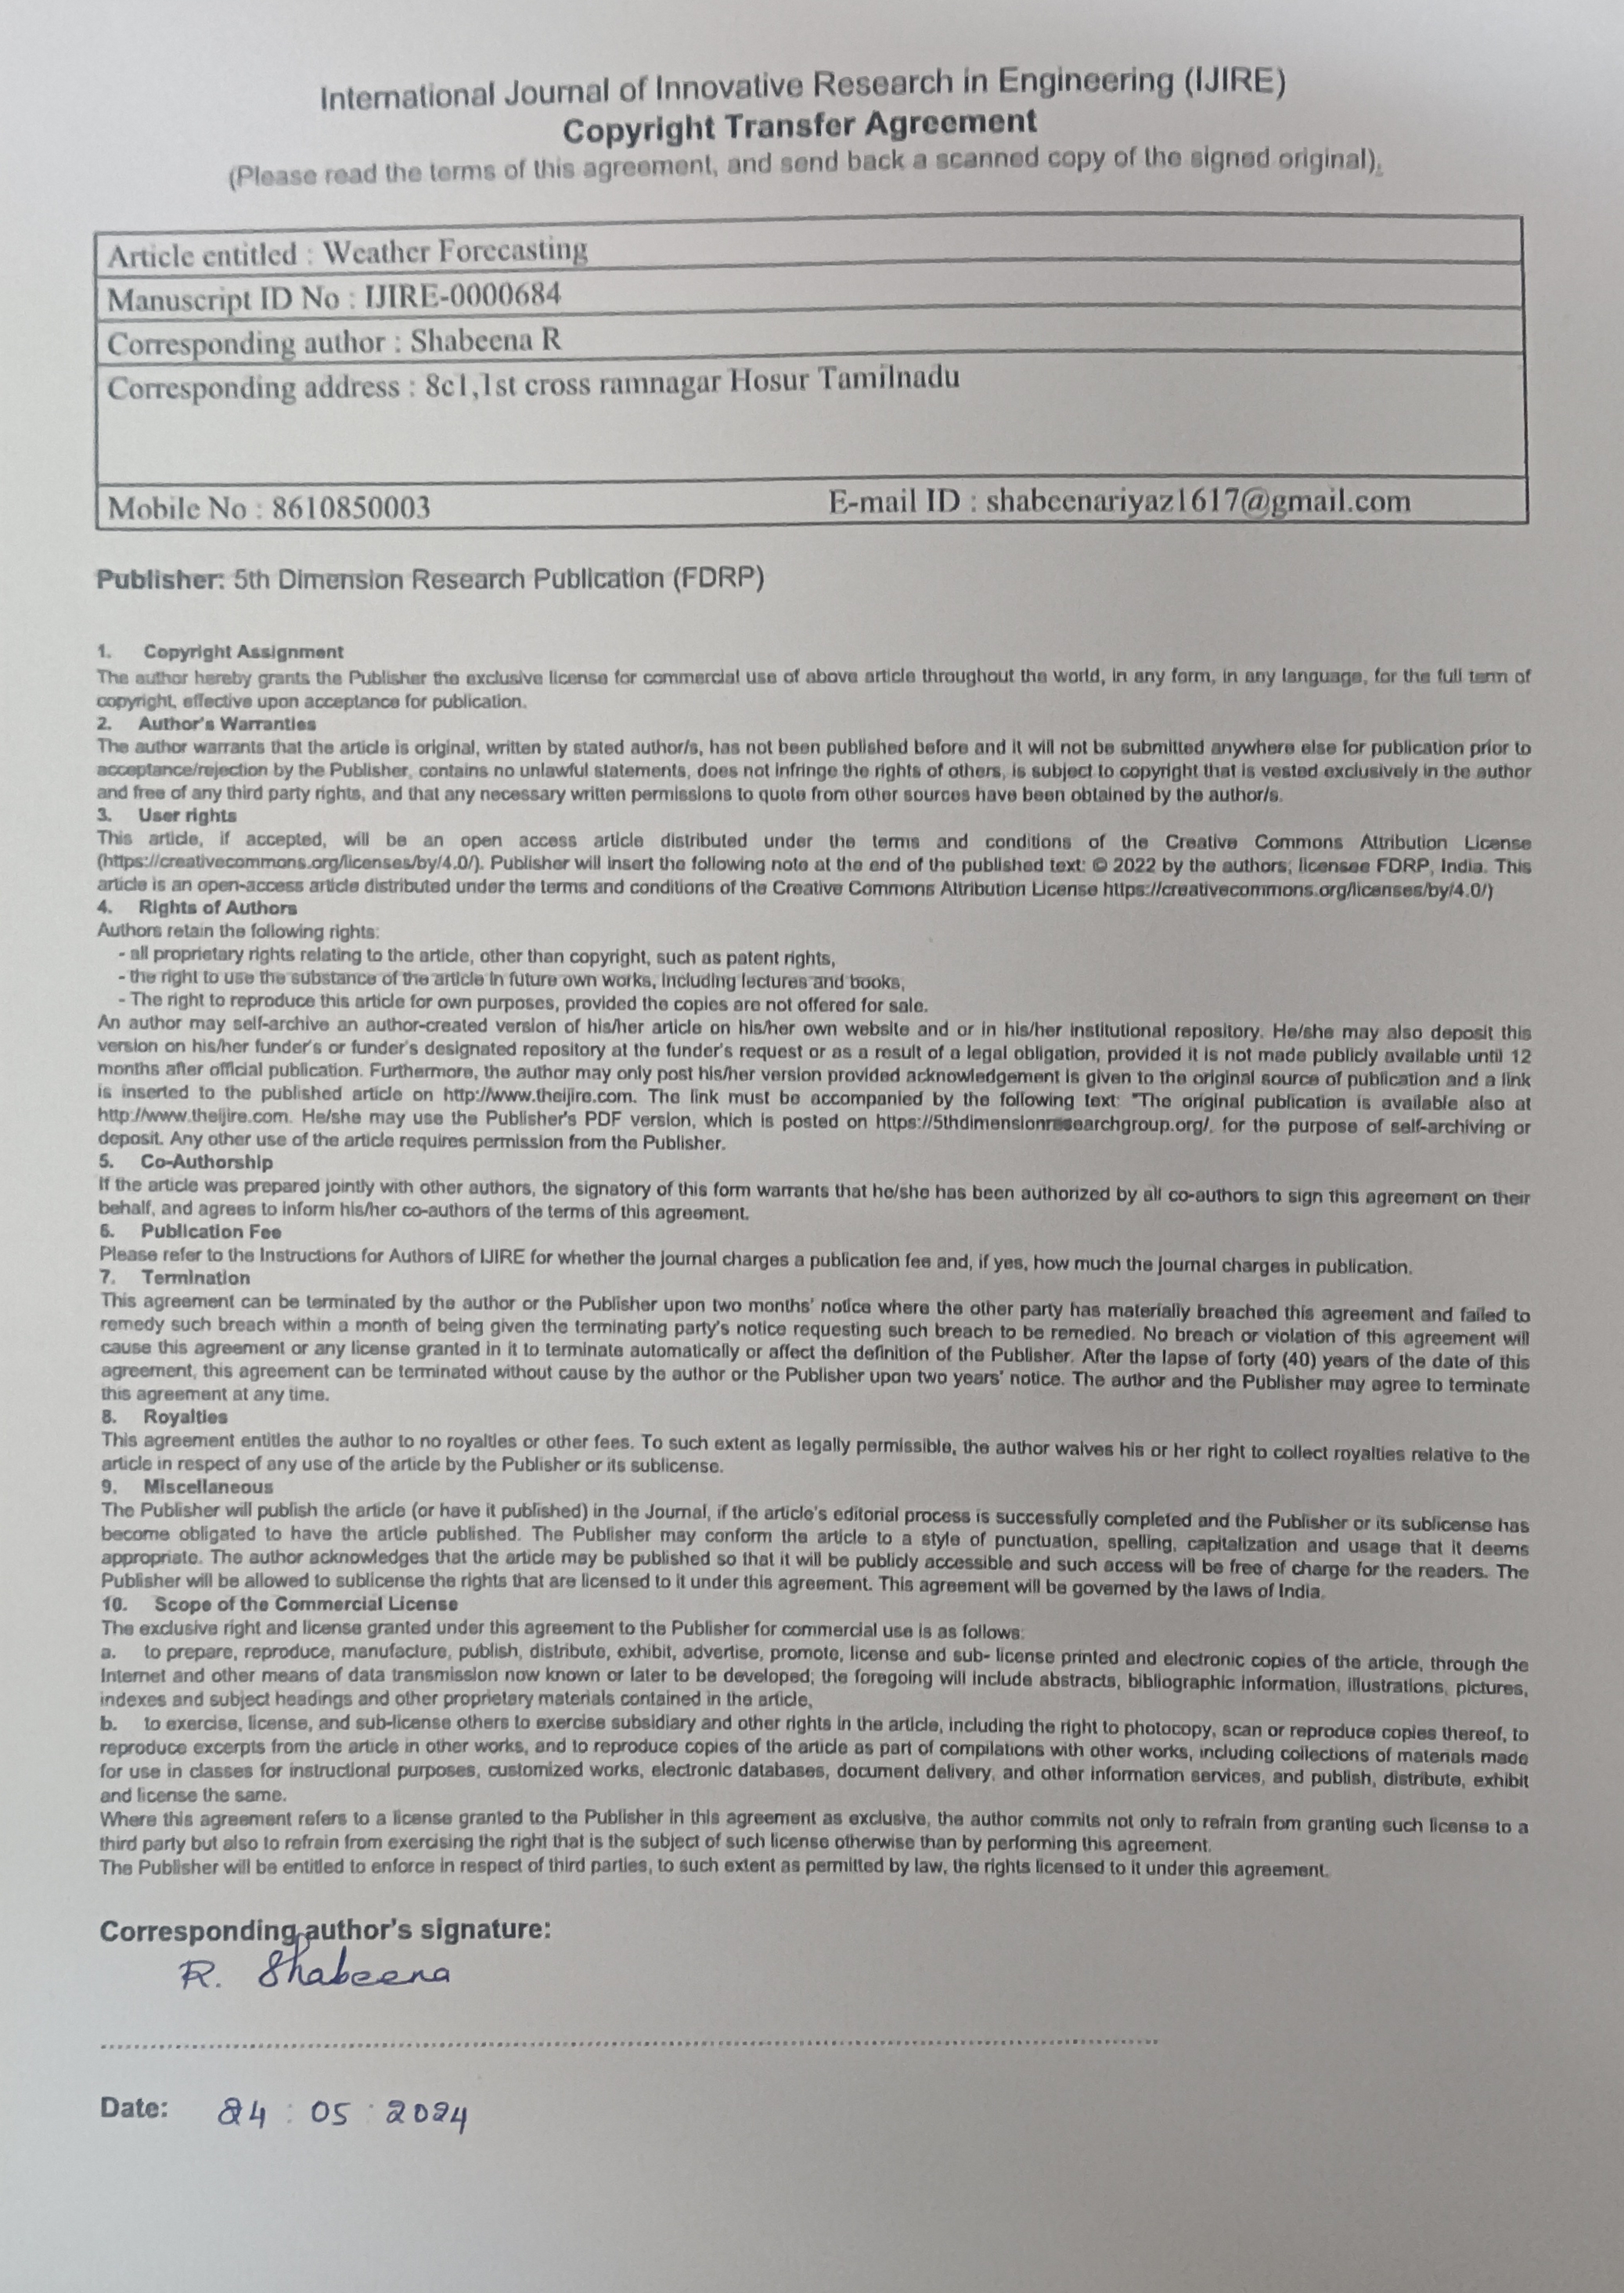 International Journal of Innovative Research in Engineering (IJIRE)
Copyright Transfer Agreement
(Please read the terms of this agreement, and send back a scanned copy of the signed original).
Article entitled : Weather Forecasting
Manuscript ID No : IJIRE-0000684
Corresponding author : Shabeena R
Corresponding address : 8c1,1st cross ramnagar Hosur Tamilnadu
Mobile No : 8610850003 E-mail ID : shabeenariyaz1617@gmail.com
Publisher: 5th Dimension Research Publication (FDRP)
1. Copyright Assignment
The author hereby grants the Publisher the exclusive license for commercial use of above article throughout the world, in any form, in any language, for the full term of
copyright, effective upon acceptance for publication.
2. Author's Warranties
The author warrants that the article is original, written by stated author/s, has not been published before and it will not be submitted anywhere else for publication prior to
acceptance/rejection by the Publisher, contains no unlawful statements, does not infringe the rights of others, is subject to copyright that is vested exclusively in the author
and free of any third party rights, and that any necessary written permissions to quote from other sources have been obtained by the author/s.
3. User rights
This article, if accepted, will be an open access article distributed under the terms and conditions of the Creative Commons Attribution License
(https://creativecommons.org/licenses/by/4.0/). Publisher will insert the following note at the end of the published text: © 2022 by the authors; licensee FDRP, India. This
article is an open-access article distributed under the terms and conditions of the Creative Commons Attribution License https://creativecommons.org/licenses/by/4.0/)
4. Rights of Authors
Authors retain the following rights:
- all proprietary rights relating to the article, other than copyright, such as patent rights,
- the right to use the substance of the article in future own works, including lectures and books,
- The right to reproduce this article for own purposes, provided the copies are not offered for sale.
An author may self-archive an author-created version of his/her article on his/her own website and or in his/her institutional repository. He/she may also deposit this
version on his/her funder's or funder's designated repository at the funder's request or as a result of a legal obligation, provided it is not made publicly available until 12
months after official publication. Furthermore, the author may only post his/her version provided acknowledgement is given to the original source of publication and a link
is inserted to the published article on http://www.theijire.com. The link must be accompanied by the following text: "The original publication is available also at
http://www.theijire.com. He/she may use the Publisher's PDF version, which is posted on https://5thdimensionresearchgroup.org/, for the purpose of self-archiving or
deposit. Any other use of the article requires permission from the Publisher.
5. Co-Authorship
If the article was prepared jointly with other authors, the signatory of this form warrants that he/she has been authorized by all co-authors to sign this agreement on their
behalf, and agrees to inform his/her co-authors of the terms of this agreement.
6. Publication Fee
Please refer to the Instructions for Authors of IJIRE for whether the journal charges a publication fee and, if yes, how much the journal charges in publication.
7. Termination
This agreement can be terminated by the author or the Publisher upon two months' notice where the other party has materially breached this agreement and failed to
remedy such breach within a month of being given the terminating party's notice requesting such breach to be remedied. No breach or violation of this agreement will
cause this agreement or any license granted in it to terminate automatically or affect the definition of the Publisher. After the lapse of forty (40) years of the date of this
agreement, this agreement can be terminated without cause by the author or the Publisher upon two years' notice. The author and the Publisher may agree to terminate
this agreement at any time.
8. Royalties
This agreement entitles the author to no royalties or other fees. To such extent as legally permissible, the author waives his or her right to collect royalties relative to the
article in respect of any use of the article by the Publisher or its sublicense.
9. Miscellaneous
The Publisher will publish the article (or have it published) in the Journal, if the article's editorial process is successfully completed and the Publisher or its sublicense has
become obligated to have the article published. The Publisher may conform the article to a style of punctuation, spelling, capitalization and usage that it deems
appropriate. The author acknowledges that the article may be published so that it will be publicly accessible and such access will be free of charge for the readers. The
Publisher will be allowed to sublicense the rights that are licensed to it under this agreement. This agreement will be governed by the laws of India.
10. Scope of the Commercial License
The exclusive right and license granted under this agreement to the Publisher for commercial use is as follows:
a. to prepare, reproduce, manufacture, publish, distribute, exhibit, advertise, promote, license and sub- license printed and electronic copies of the article, through the
Internet and other means of data transmission now known or later to be developed; the foregoing will include abstracts, bibliographic information, illustrations, pictures,
indexes and subject headings and other proprietary materials contained in the article,
b. to exercise, license, and sub-license others to exercise subsidiary and other rights in the article, including the right to photocopy, scan or reproduce copies thereof, to
reproduce excerpts from the article in other works, and to reproduce copies of the article as part of compilations with other works, including collections of materials made
for use in classes for instructional purposes, customized works, electronic databases, document delivery, and other information services, and publish, distribute, exhibit
and license the same.
Where this agreement refers to a license granted to the Publisher in this agreement as exclusive, the author commits not only to refrain from granting such license to a
third party but also to refrain from exercising the right that is the subject of such license otherwise than by performing this agreement.
The Publisher will be entitled to enforce in respect of third parties, to such extent as permitted by law, the rights licensed to it under this agreement.
Corresponding author's signature:
R. Shabeena
Date: 24 : 05 : 2024